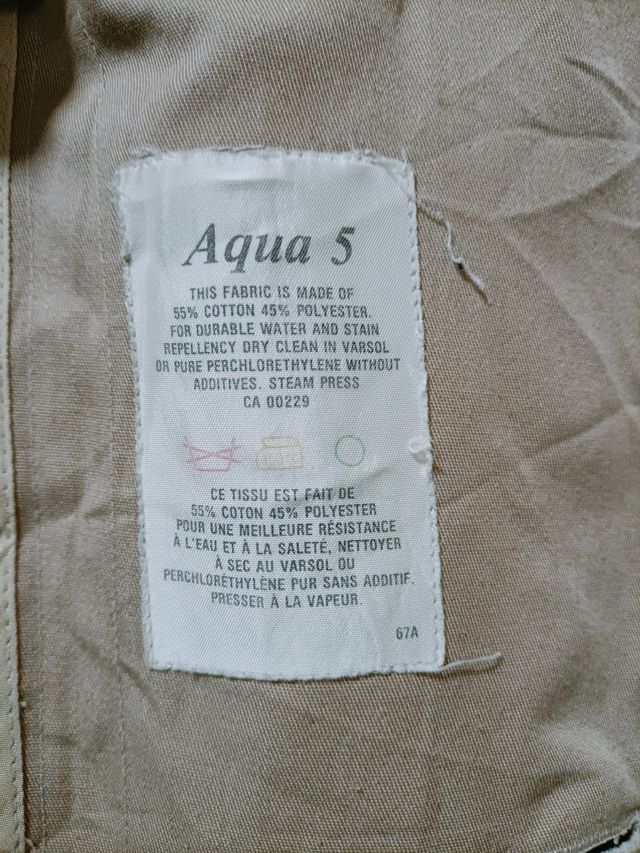 Aqua 5
THIS FABRIC IS MADE OF
55% COTTON 45% POLYESTER.
FOR DURABLE WATER AND STAIN
REPELLENCY DRY CLEAN IN VARSOL
OR PURE PERCHLORETHYLENE WITHOUT
ADDITIVES. STEAM PRESS
CA 00229
CE TISSU EST FAIT DE
55% COTON 45% POLYESTER
POUR UNE MEILLEURE RÉSISTANCE
À L'EAU ET À LA SALETÉ, NETTOYER
À SEC AU VARSOL OU
PERCHLORÉTHYLÈNE PUR SANS ADDITIF.
PRESSER À LA VAPEUR.
67A